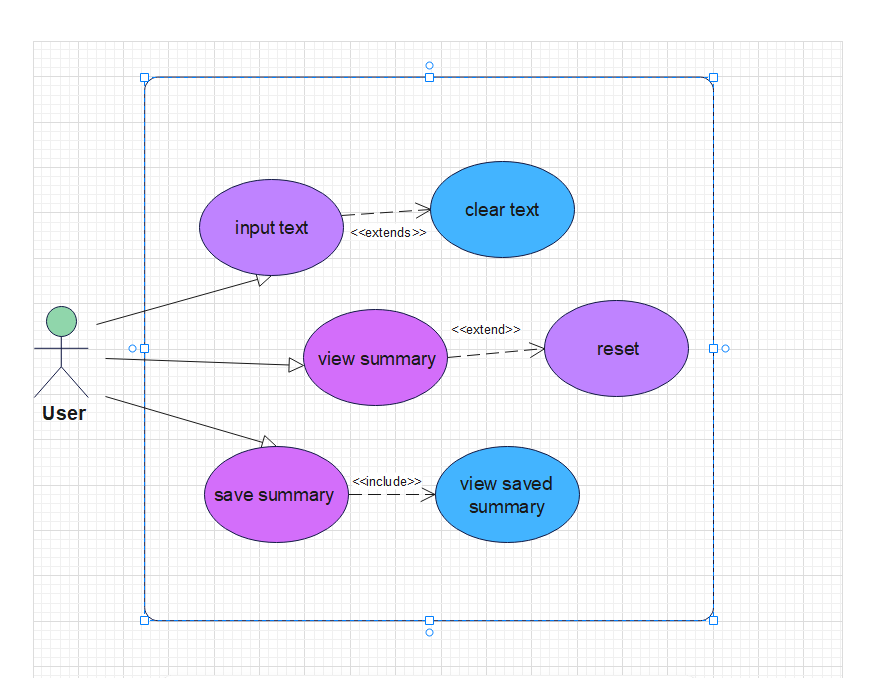 input text
clear text
<<extends>>
<<extend>>
view summary
reset
User
save summary
<<include>>
view saved
summary